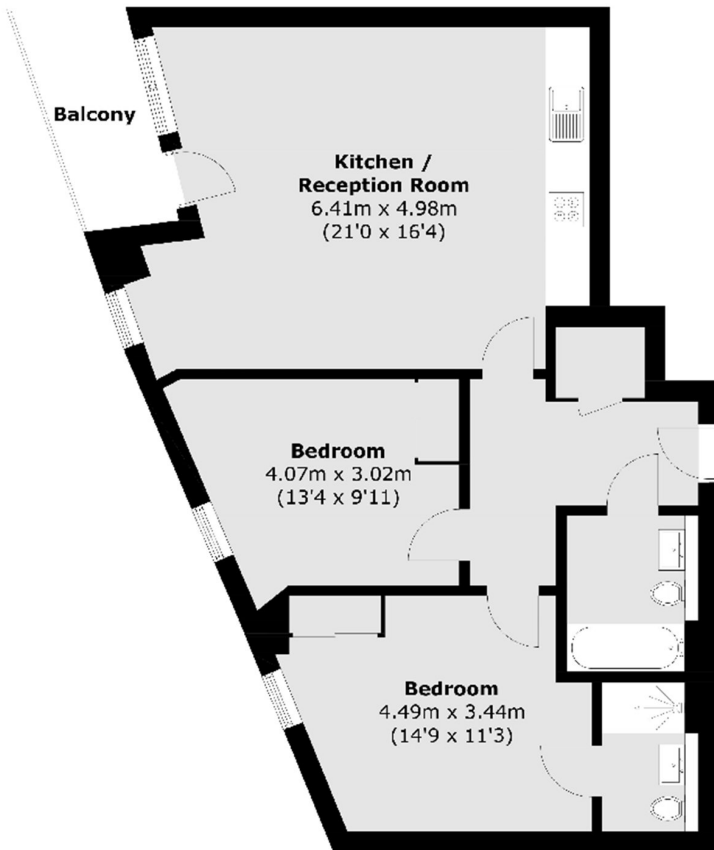 Balcony
Kitchen /
Reception Room
6.41m x 4.98m
(21'0 x 16'4)
Bedroom
4.07m x 3.02m
(13'4 x 9'11)
Bedroom
4.49m x 3.44m
(14'9 x 11'3)